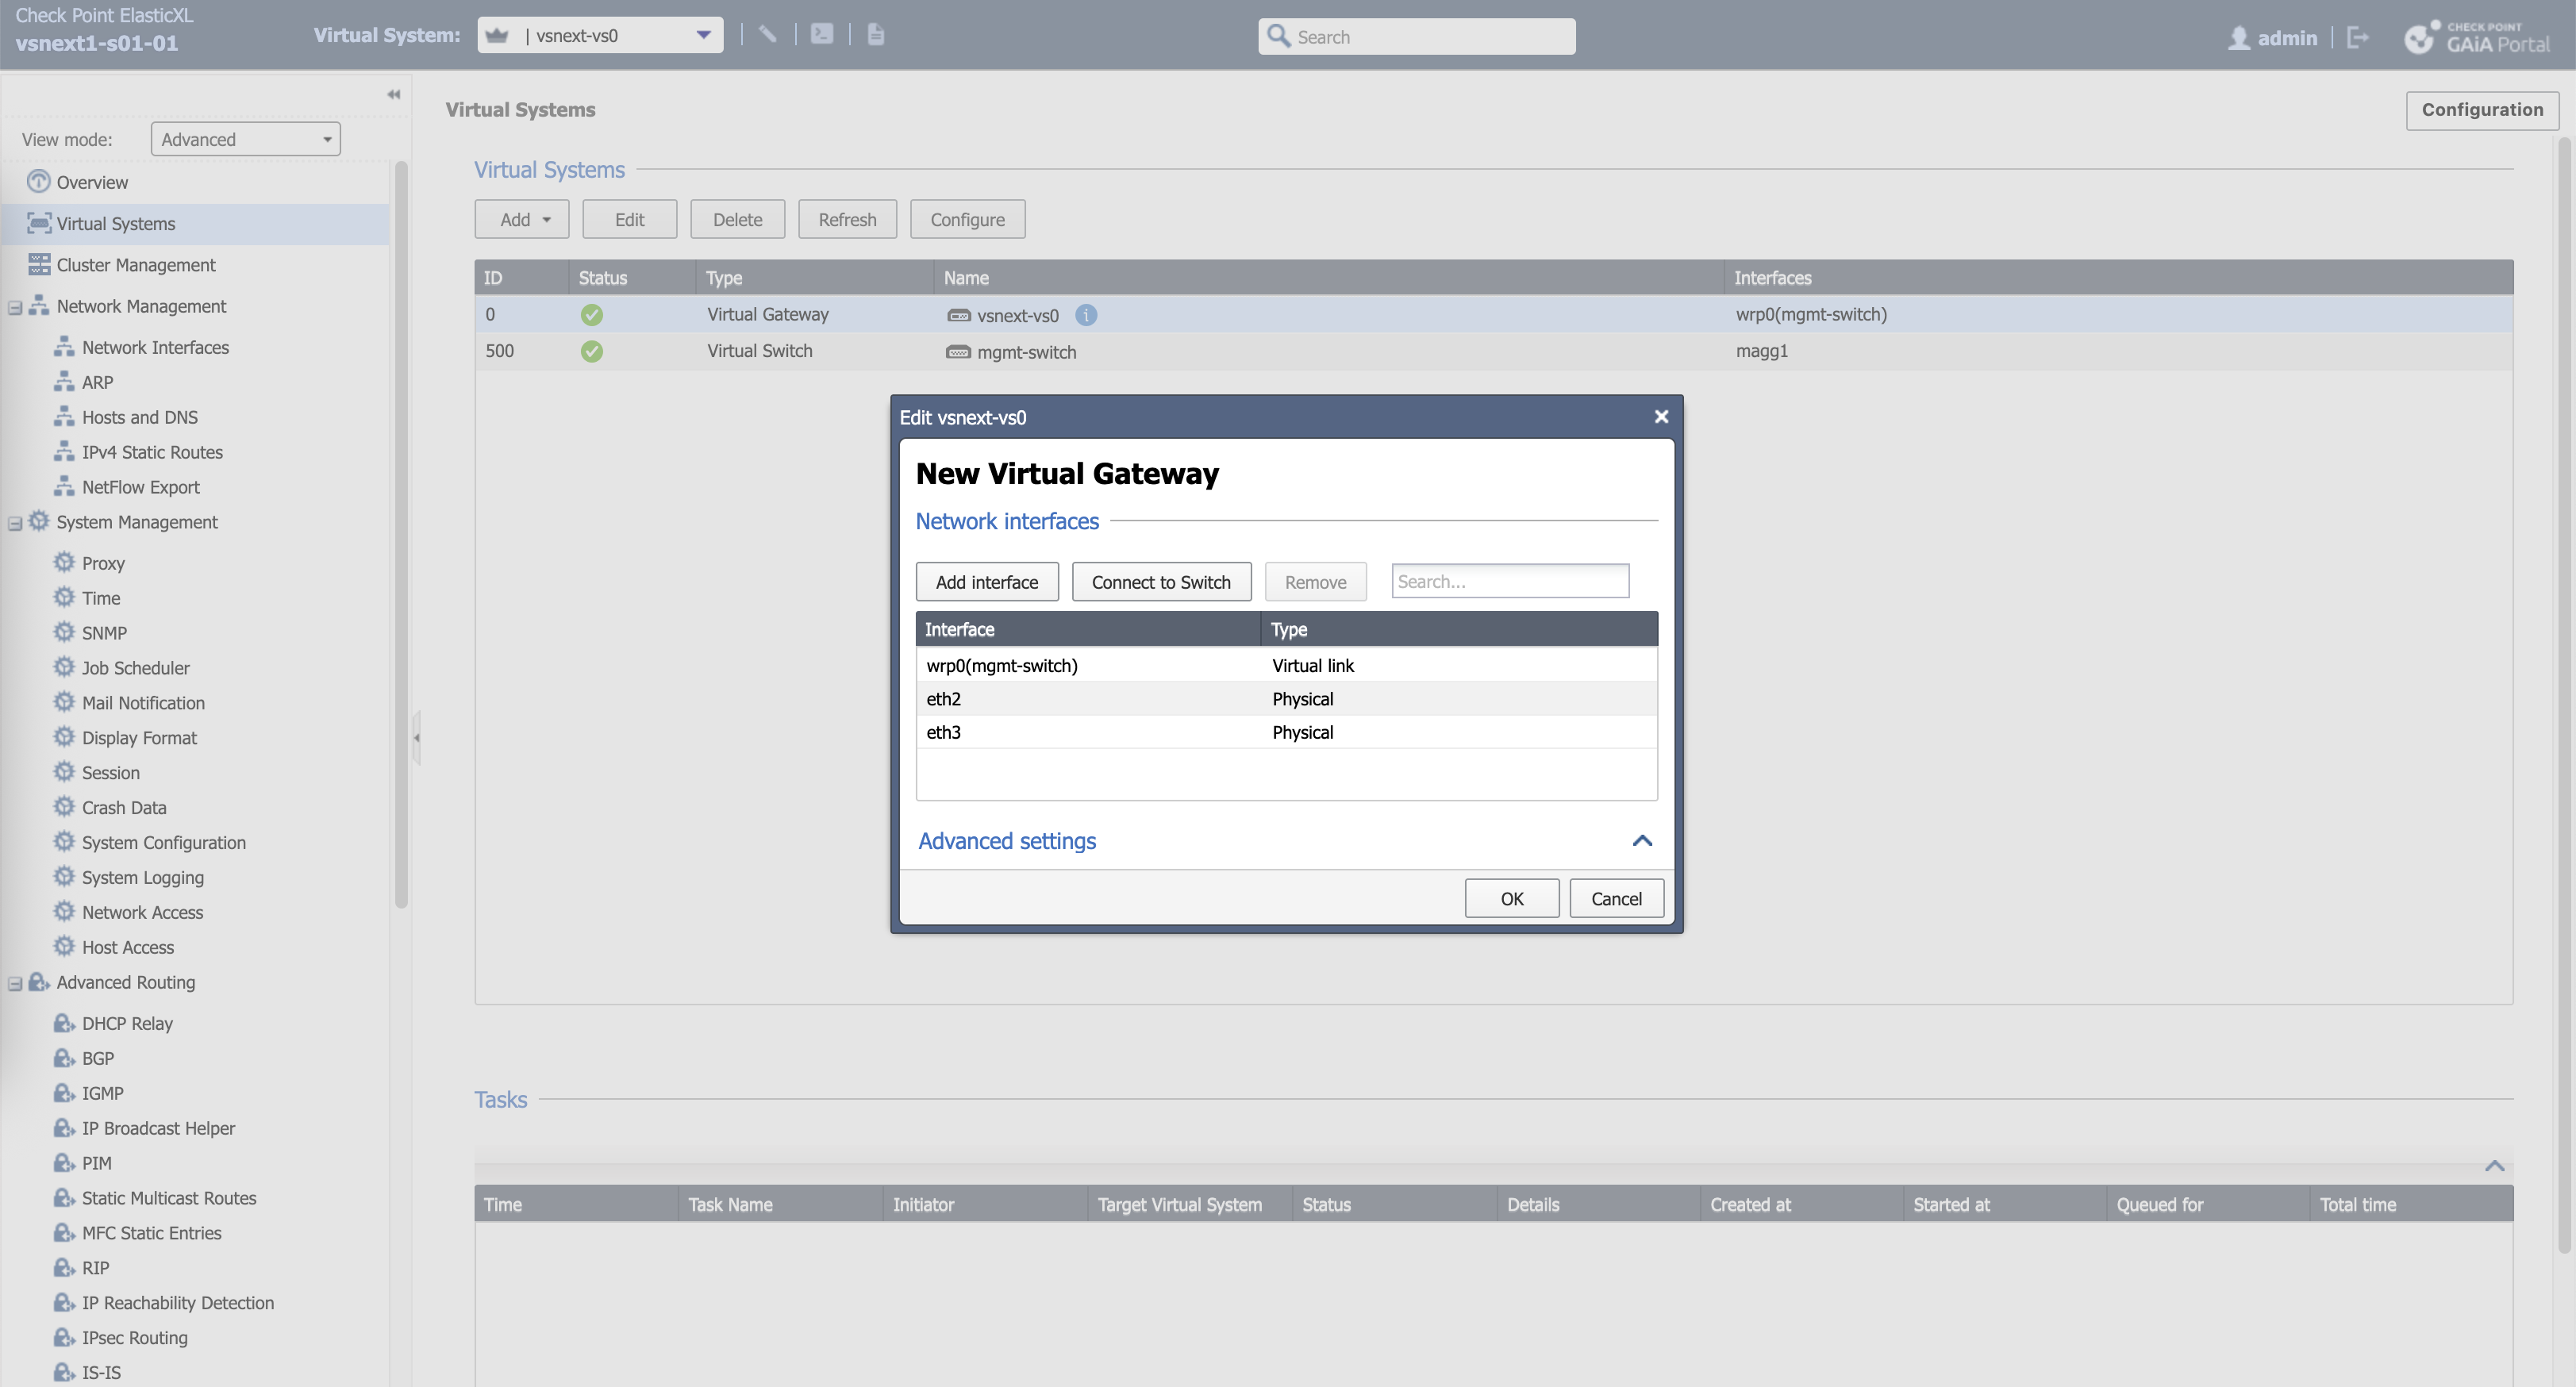 Check Point ElasticXL
vsnext1-s01-01
Virtual System:
| vsnext-vs0
Search
admin
CHECK POINT
GAiA Portal
View mode:
Advanced
Overview
Virtual Systems
Cluster Management
Network Management
Network Interfaces
ARP
Hosts and DNS
IPv4 Static Routes
NetFlow Export
System Management
Proxy
Time
SNMP
Job Scheduler
Mail Notification
Display Format
Session
Crash Data
System Configuration
System Logging
Network Access
Host Access
Advanced Routing
DHCP Relay
BGP
IGMP
IP Broadcast Helper
PIM
Static Multicast Routes
MFC Static Entries
RIP
IP Reachability Detection
IPsec Routing
IS-IS
Virtual Systems
Configuration
Virtual Systems
Add Edit Delete Refresh Configure
ID Status Type Name Interfaces
0 Virtual Gateway vsnext-vs0 wrp0(mgmt-switch)
500 Virtual Switch mgmt-switch magg1
Edit vsnext-vs0
New Virtual Gateway
Network interfaces
Add interface Connect to Switch Remove Search...
Interface Type
wrp0(mgmt-switch) Virtual link
eth2 Physical
eth3 Physical
Advanced settings
OK Cancel
Tasks
Time Task Name Initiator Target Virtual System Status Details Created at Started at Queued for Total time